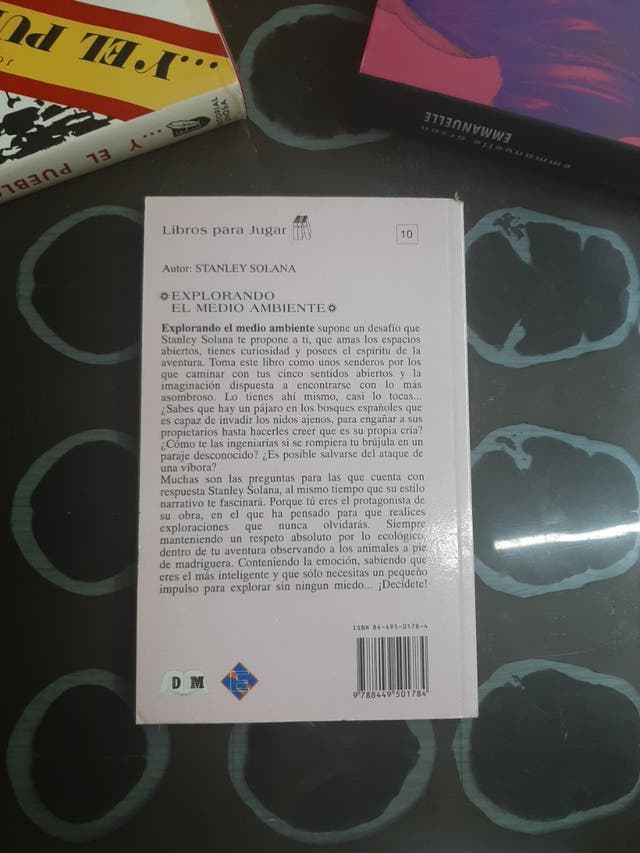 ...Y EL PU
... Y EL PUEBLO
EMMANUELLE
emmanuelle arsan
Libros para Jugar
10
Autor: STANLEY SOLANA
EXPLORANDO
EL MEDIO AMBIENTE
Explorando el medio ambiente supone un desafío que
Stanley Solana te propone a ti, que amas los espacios
abiertos, tienes curiosidad y posees el espíritu de la
aventura. Toma este libro como unos senderos por los
que caminar con tus cinco sentidos abiertos y la
imaginación dispuesta a encontrarse con lo más
asombroso. Lo tienes ahí mismo, casi lo tocas...
¿Sabes que hay un pájaro en los bosques españoles que
es capaz de invadir los nidos ajenos, para engañar a sus
propietarios hasta hacerles creer que es su propia cría?
¿Cómo te las ingeniarías si se rompiera tu brújula en un
paraje desconocido? ¿Es posible salvarse del ataque de
una víbora?
Muchas son las preguntas para las que cuenta con
respuesta Stanley Solana, al mismo tiempo que su estilo
narrativo te fascinará. Porque tú eres el protagonista de
su obra, en el que ha pensado para que realices
exploraciones que nunca olvidarás. Siempre
manteniendo un respeto absoluto por lo ecológico,
dentro de tu aventura observando a los animales a pie
de madriguera. Conteniendo la emoción, sabiendo que
eres el más inteligente y que sólo necesitas un pequeño
impulso para explorar sin ningun miedo... ¡Decídete!
ISBN 84-495-0178-4
9 788449 501784
D M
E